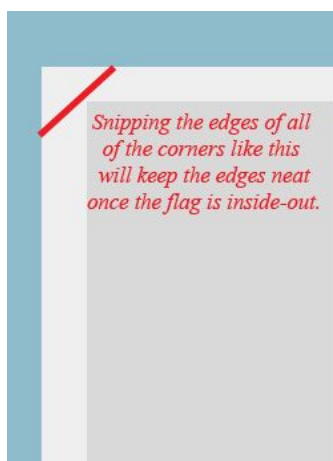 Snipping the edges of all
of the corners like this
will keep the edges neat
once the flag is inside-out.